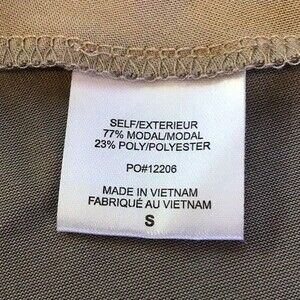 SELF/EXTERIEUR
77% MODAL/MODAL
23% POLY/POLYESTER
PO#12206
MADE IN VIETNAM
FABRIQUÉ AU VIETNAM
S